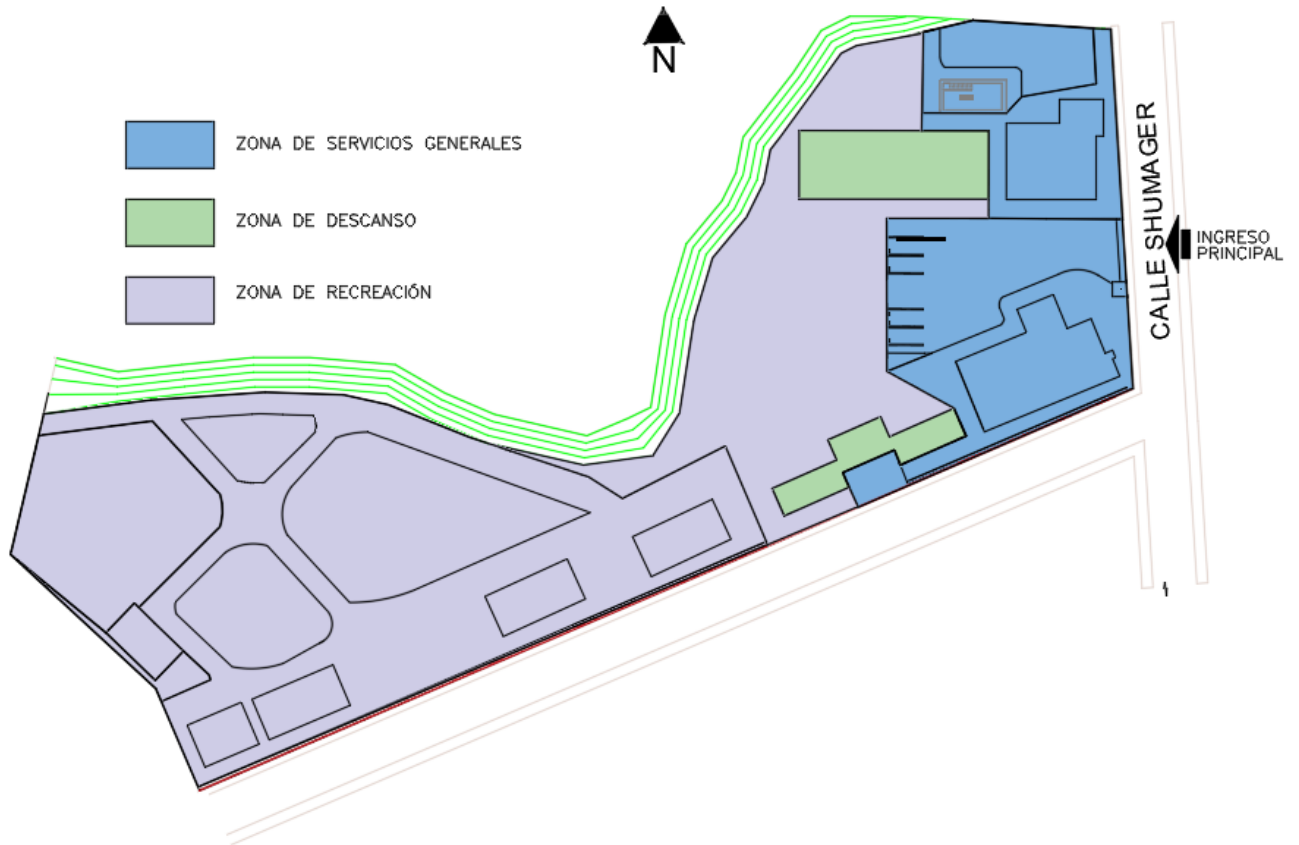 N
ZONA DE SERVICIOS GENERALES
ZONA DE DESCANSO
ZONA DE RECREACIÓN
CALLE SHUMAGER
INGRESO
PRINCIPAL